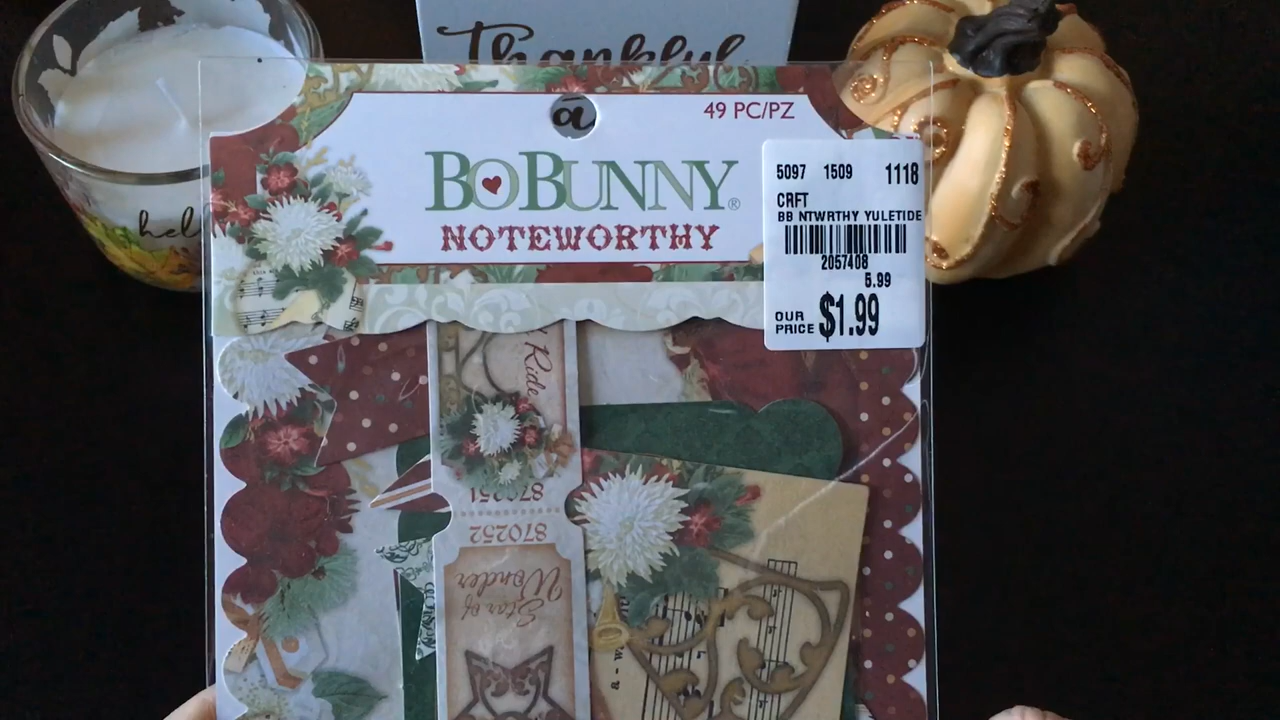 Thankful
hel
ā
49 PC/PZ
BOBUNNY®
NOTEWORTHY
5097 1509 1118
CRFT
BB NTWRTHY YULETIDE
2057408
5.99
OUR PRICE $1.99
Ride
870251
870252
Star of
Wonder
a - w